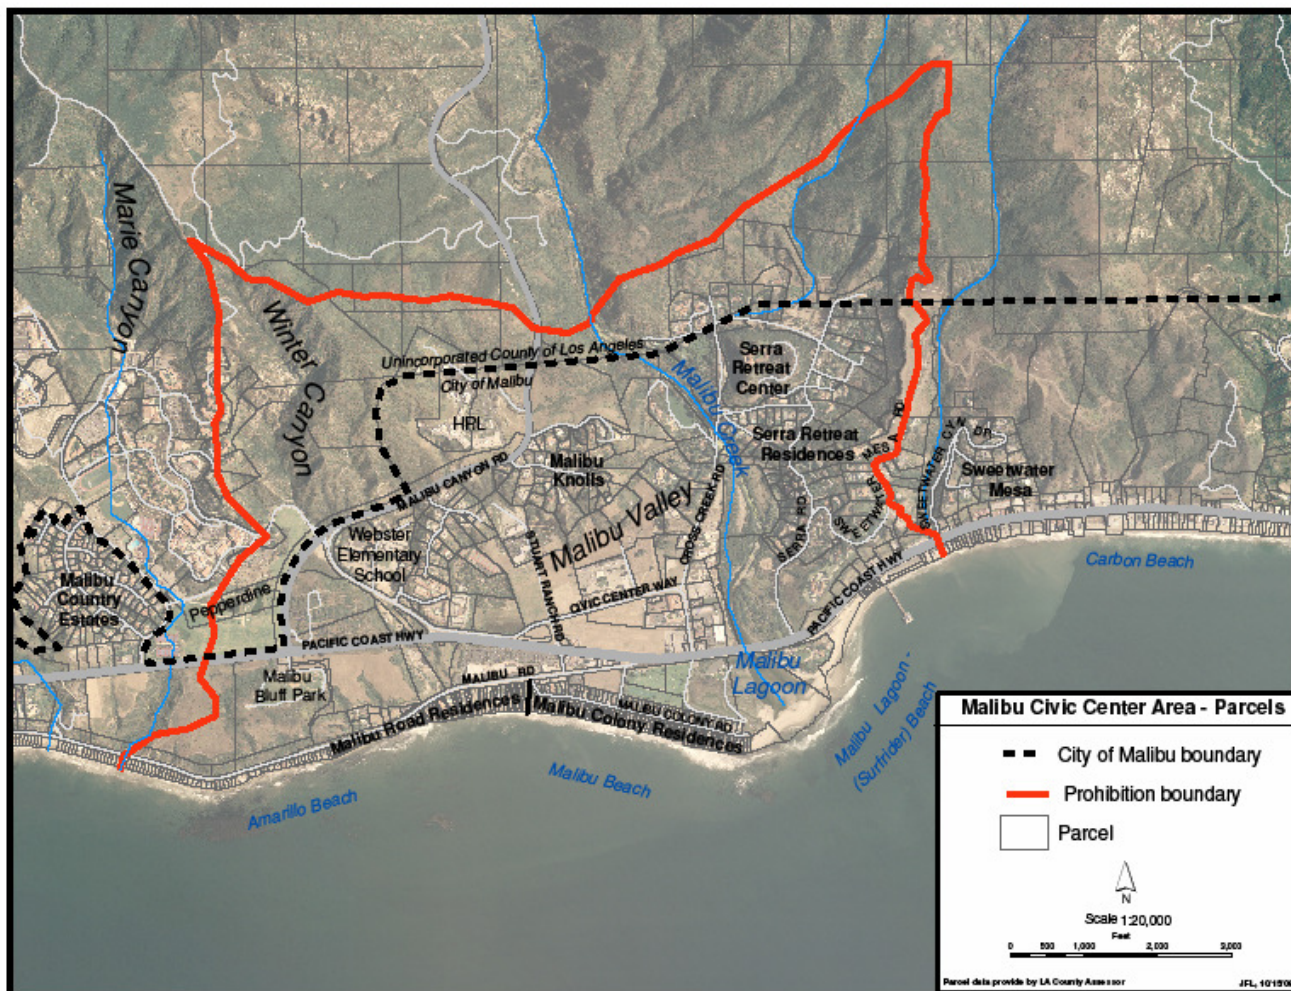 Marie Canyon
Winter Canyon
Unincorporated County of Los Angeles
City of Malibu
HRL
MALIBU CANYON RD
Malibu
Knolls
Serra
Retreat
Center
Malibu Creek
Serra Retreat
Residences
MESA RD
SWEETWATER
SWEETWATER CYN DR
Sweetwater
Mesa
Webster
Elementary
School
STUART RANCH RD
Malibu Valley
CROSS CREEK RD
SERRA RD
CIVIC CENTER WAY
PACIFIC COAST HWY
Carbon Beach
Malibu
Country
Estates
Pepperdine
PACIFIC COAST HWY
Malibu
Bluff Park
MALIBU RD
Malibu
Lagoon
Malibu Road Residences
Malibu Colony Residences
MALIBU COLONY RD
Malibu Lagoon -
(Surfrider) Beach
Amarillo Beach
Malibu Beach
Malibu Civic Center Area - Parcels
City of Malibu boundary
Prohibition boundary
Parcel
N
Scale 1:20,000
Feet
0 500 1,000 2,000 3,000
Parcel data provide by LA County Assessor